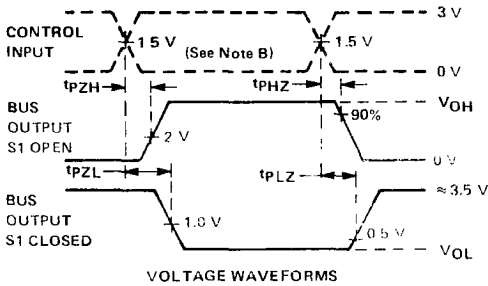 CONTROL INPUT
1.5 V
(See Note B)
1.5 V
3 V
0 V
tPZH
tPHZ
BUS OUTPUT S1 OPEN
2 V
90%
VOH
0 V
tPZL
tPLZ
BUS OUTPUT S1 CLOSED
1.0 V
0.5 V
≈ 3.5 V
VOL
VOLTAGE WAVEFORMS